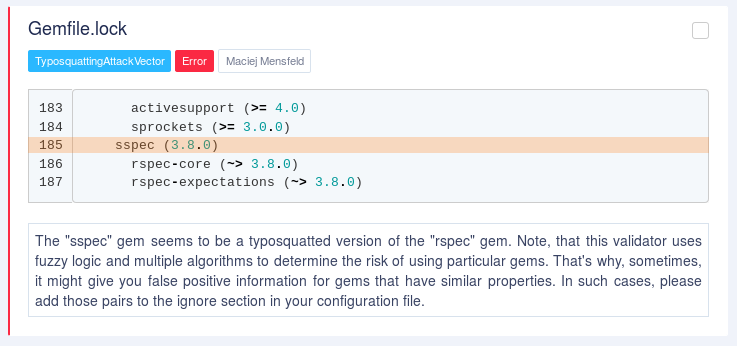 Gemfile.lock
TyposquattingAttackVector Error Maciej Mensfeld
183 activesupport (>= 4.0)
184 sprockets (>= 3.0.0)
185 sspec (3.8.0)
186 rspec-core (~> 3.8.0)
187 rspec-expectations (~> 3.8.0)
The "sspec" gem seems to be a typosquatted version of the "rspec" gem. Note, that this validator uses
fuzzy logic and multiple algorithms to determine the risk of using particular gems. That's why, sometimes,
it might give you false positive information for gems that have similar properties. In such cases, please
add those pairs to the ignore section in your configuration file.